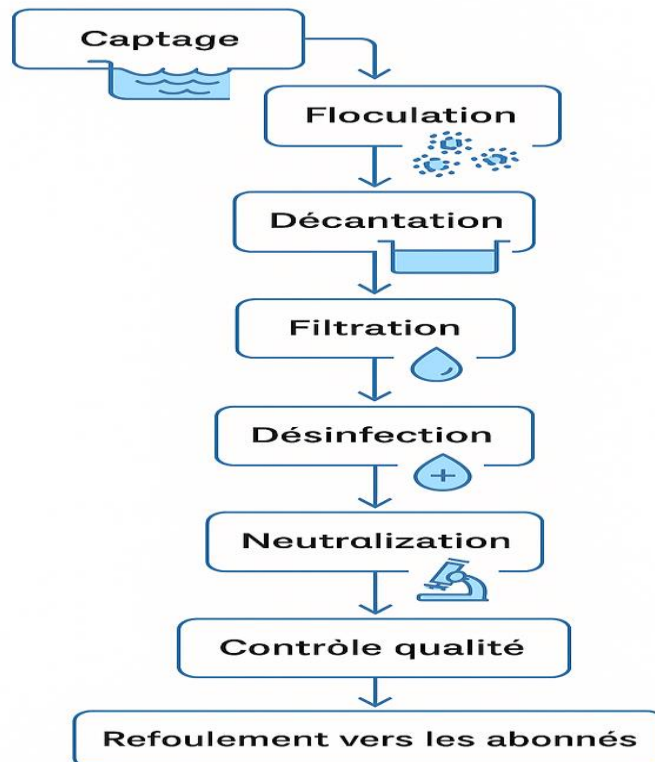 Captage
Floculation
Décantation
Filtration
Désinfection
Neutralization
Contròle qualité
Refoulement vers les abonnés